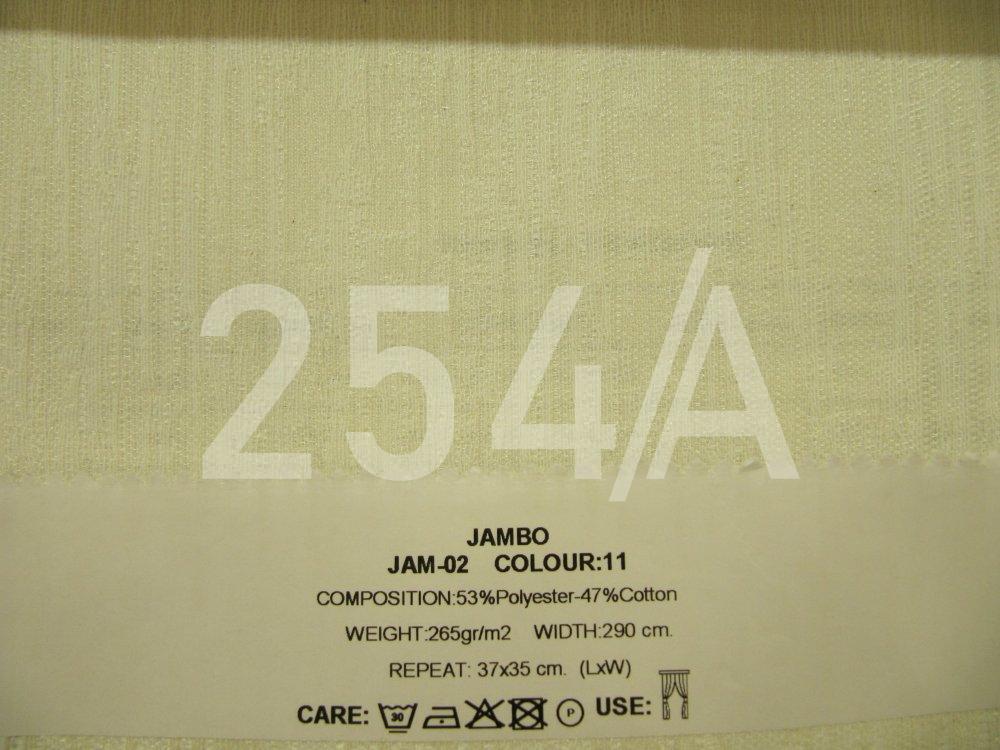 254/A
JAMBO
JAM-02 COLOUR:11
COMPOSITION:53%Polyester-47%Cotton
WEIGHT:265gr/m2 WIDTH:290 cm.
REPEAT: 37x35 cm. (LxW)
CARE: 30 P USE: